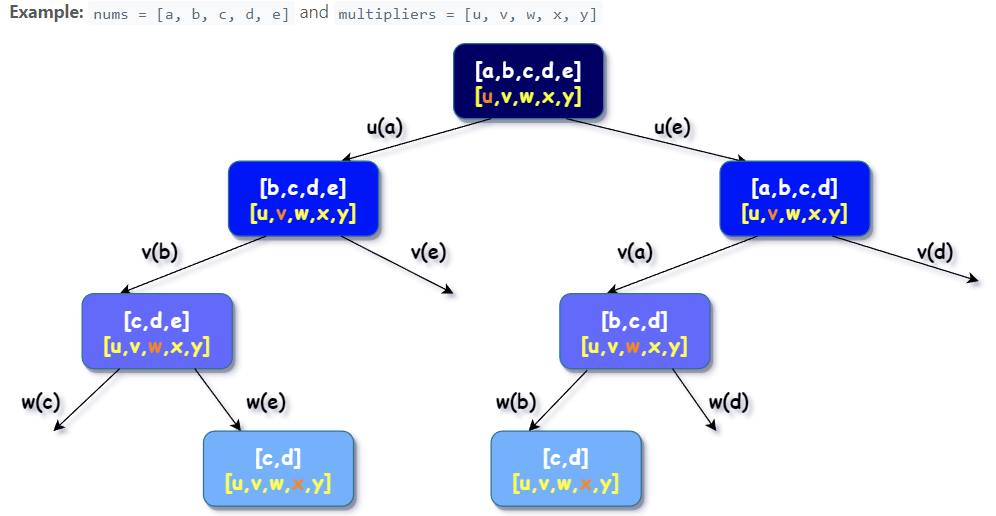 Example: nums = [a, b, c, d, e] and multipliers = [u, v, w, x, y]
[a,b,c,d,e]
[u,v,w,x,y]
u(a)
u(e)
[b,c,d,e]
[u,v,w,x,y]
[a,b,c,d]
[u,v,w,x,y]
v(b)
v(e)
v(a)
v(d)
[c,d,e]
[u,v,w,x,y]
[b,c,d]
[u,v,w,x,y]
w(c)
w(e)
w(b)
w(d)
[c,d]
[u,v,w,x,y]
[c,d]
[u,v,w,x,y]